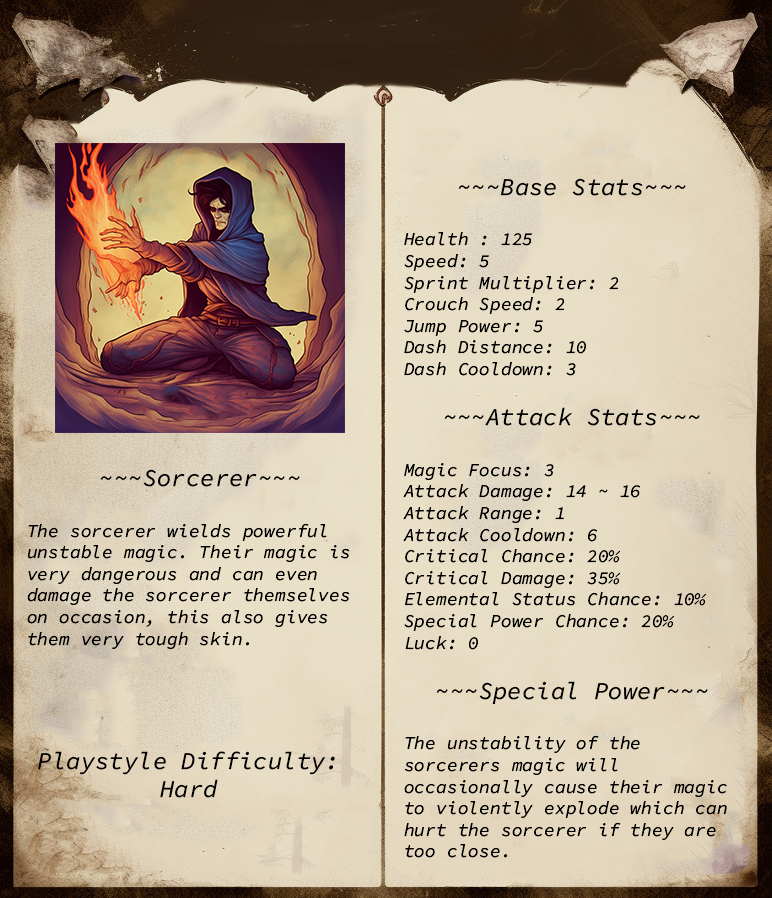 ~~~Sorcerer~~~
The sorcerer wields powerful
unstable magic. Their magic is
very dangerous and can even
damage the sorcerer themselves
on occasion, this also gives
them very tough skin.
Playstyle Difficulty:
Hard
~~~Base Stats~~~
Health : 125
Speed: 5
Sprint Multiplier: 2
Crouch Speed: 2
Jump Power: 5
Dash Distance: 10
Dash Cooldown: 3
~~~Attack Stats~~~
Magic Focus: 3
Attack Damage: 14 ~ 16
Attack Range: 1
Attack Cooldown: 6
Critical Chance: 20%
Critical Damage: 35%
Elemental Status Chance: 10%
Special Power Chance: 20%
Luck: 0
~~~Special Power~~~
The unstability of the
sorcerers magic will
occasionally cause their magic
to violently explode which can
hurt the sorcerer if they are
too close.